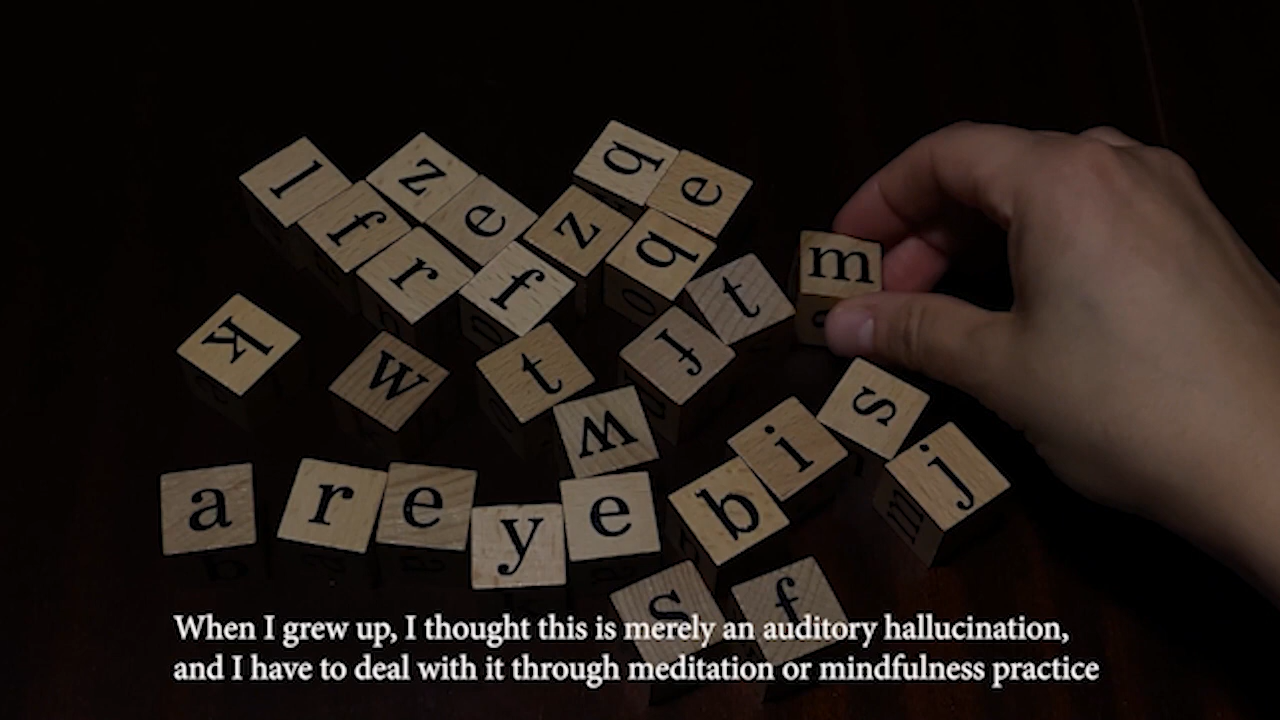 l z q e
f e z q m
r f t
k w t f
w s
a r e y e b i j
s f
When I grew up, I thought this is merely an auditory hallucination,
and I have to deal with it through meditation or mindfulness practice